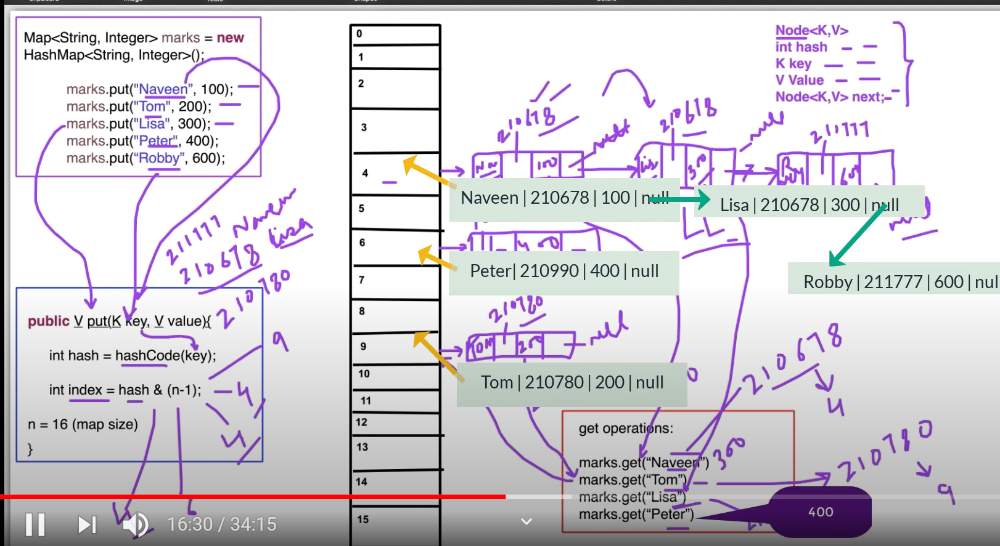 Map<String, Integer> marks = new
HashMap<String, Integer>();
marks.put("Naveen”, 100);
marks.put("Tom", 200);
marks.put("Lisa”, 300);
marks.put("Peter", 400);
marks.put(“Robby”, 600);
211777 Naveen
210678 Lisa
210780
public V put(K key, V value){
int hash = hashCode(key);
int index = hash & (n-1);
n = 16 (map size)
}
9
4
4
0
1
2
3
4
5
6
7
8
9
10
11
12
13
14
15
Node<K,V>
int hash
K key
V Value
Node<K,V> next;
210678
null
210678
null
211777
100
300
600
Naveen | 210678 | 100 | null
Lisa | 210678 | 300 | null
null
Robby | 211777 | 600 | nul
400
Peter| 210990 | 400 | null
210780
Tom
200
null
Tom | 210780 | 200 | null
get operations:
marks.get(“Naveen”)
marks.get(“Tom”)
marks.get(“Lisa”)
marks.get(“Peter”)
300
210678
4
210780
9
400
16:30 / 34:15